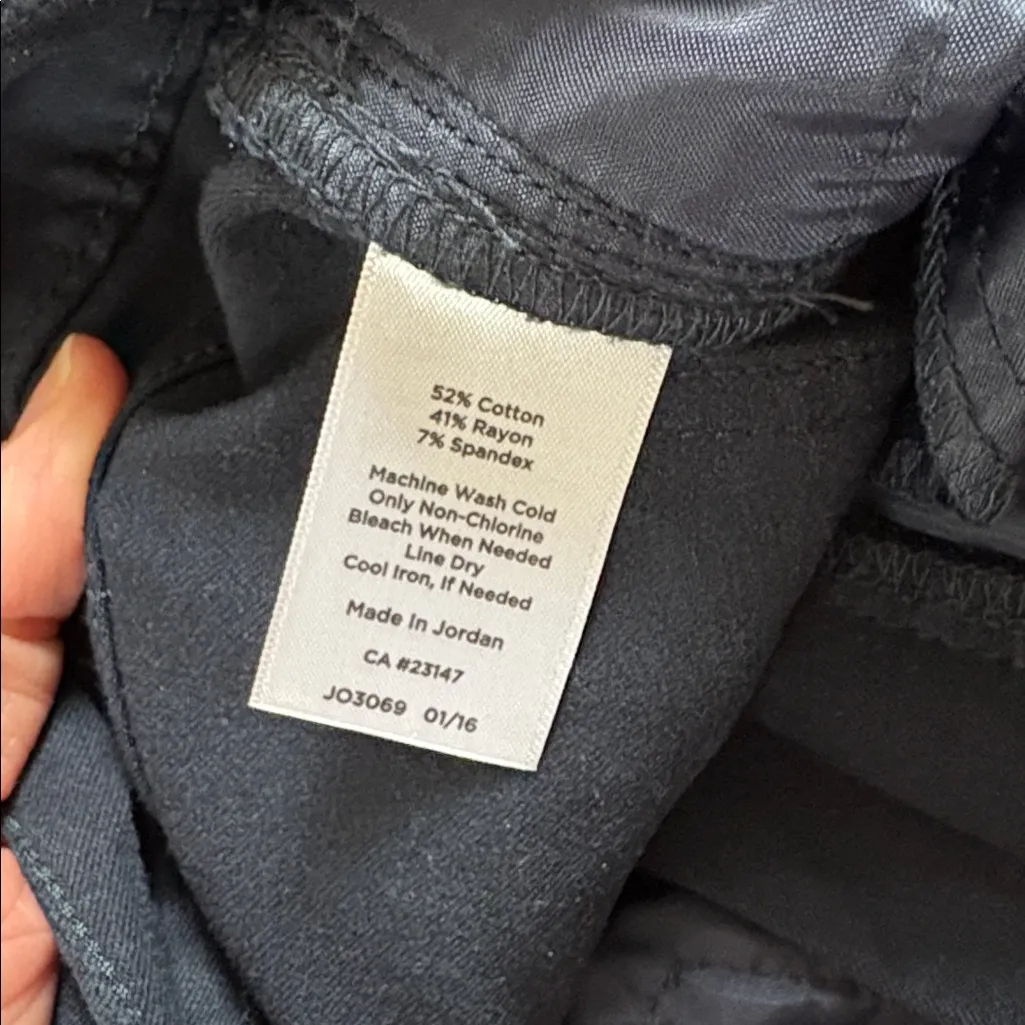 52% Cotton
41% Rayon
7% Spandex
Machine Wash Cold
Only Non-Chlorine
Bleach When Needed
Line Dry
Cool Iron, If Needed
Made In Jordan
CA #23147
JO3069 01/16